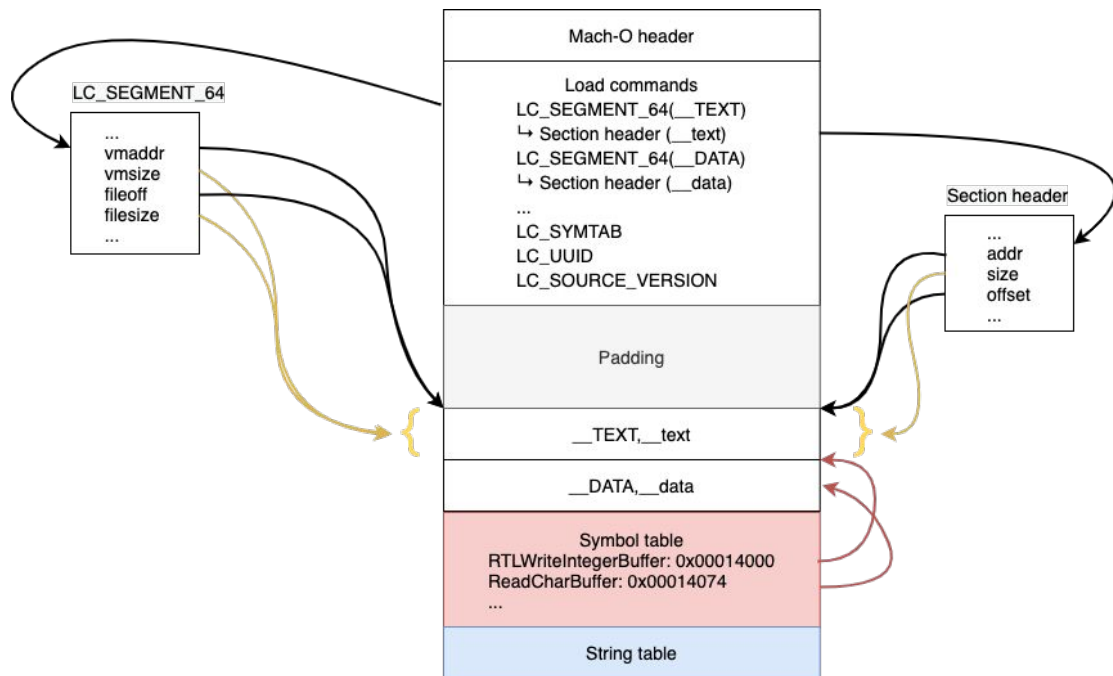 Mach-O header
LC_SEGMENT_64
...
vmaddr
vmsize
fileoff
filesize
...
Load commands
LC_SEGMENT_64(__TEXT)
↳ Section header (__text)
LC_SEGMENT_64(__DATA)
↳ Section header (__data)
...
LC_SYMTAB
LC_UUID
LC_SOURCE_VERSION
Section header
...
addr
size
offset
...
Padding
__TEXT,__text
__DATA,__data
Symbol table
RTLWriteIntegerBuffer: 0x00014000
ReadCharBuffer: 0x00014074
...
String table